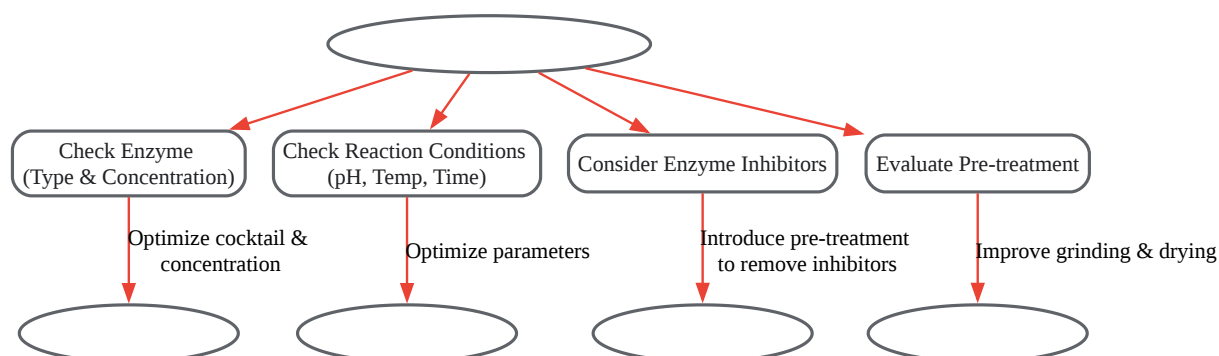 Check Enzyme
(Type & Concentration)
Check Reaction Conditions
(pH, Temp, Time)
Consider Enzyme Inhibitors
Evaluate Pre-treatment
Optimize cocktail &
concentration
Optimize parameters
Introduce pre-treatment
to remove inhibitors
Improve grinding & drying